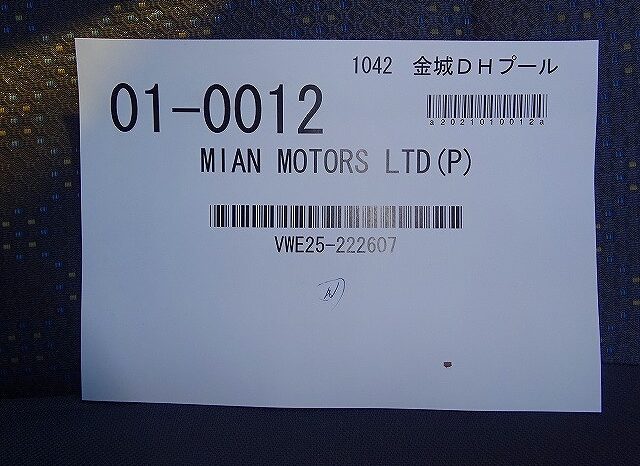 1042 金城DHプール
01-0012
a2021010012a
MIAN MOTORS LTD(P)
VWE25-222607